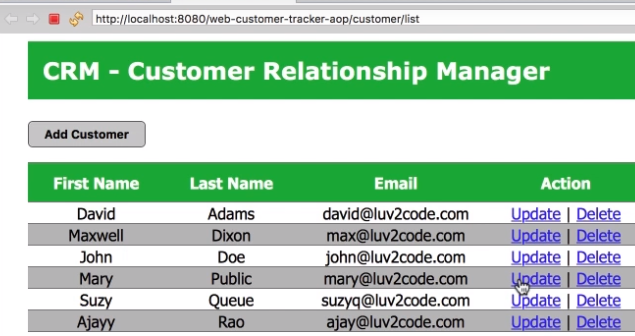 http://localhost:8080/web-customer-tracker-aop/customer/list
CRM - Customer Relationship Manager
Add Customer
First Name Last Name Email Action
David Adams david@luv2code.com Update | Delete
Maxwell Dixon max@luv2code.com Update | Delete
John Doe john@luv2code.com Update | Delete
Mary Public mary@luv2code.com Update | Delete
Suzy Queue suzyq@luv2code.com Update | Delete
Ajayy Rao ajay@luv2code.com Update | Delete